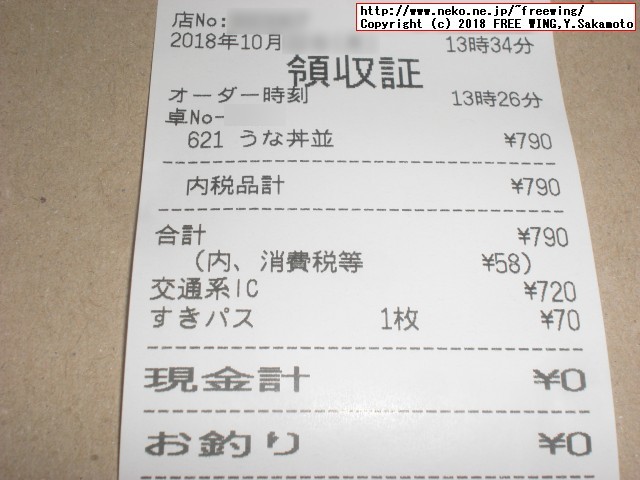 http://www.neko.ne.jp/~freewing/
Copyright (c) 2018 FREE WING,Y.Sakamoto
店No:
2018年10月 13時34分
領収証
オーダー時刻 13時26分
卓No-
621 うな丼並 ¥790
内税品計 ¥790
合計 ¥790
(内、消費税等 ¥58)
交通系IC ¥720
すきパス 1枚 ¥70
現金計 ¥0
お釣り ¥0